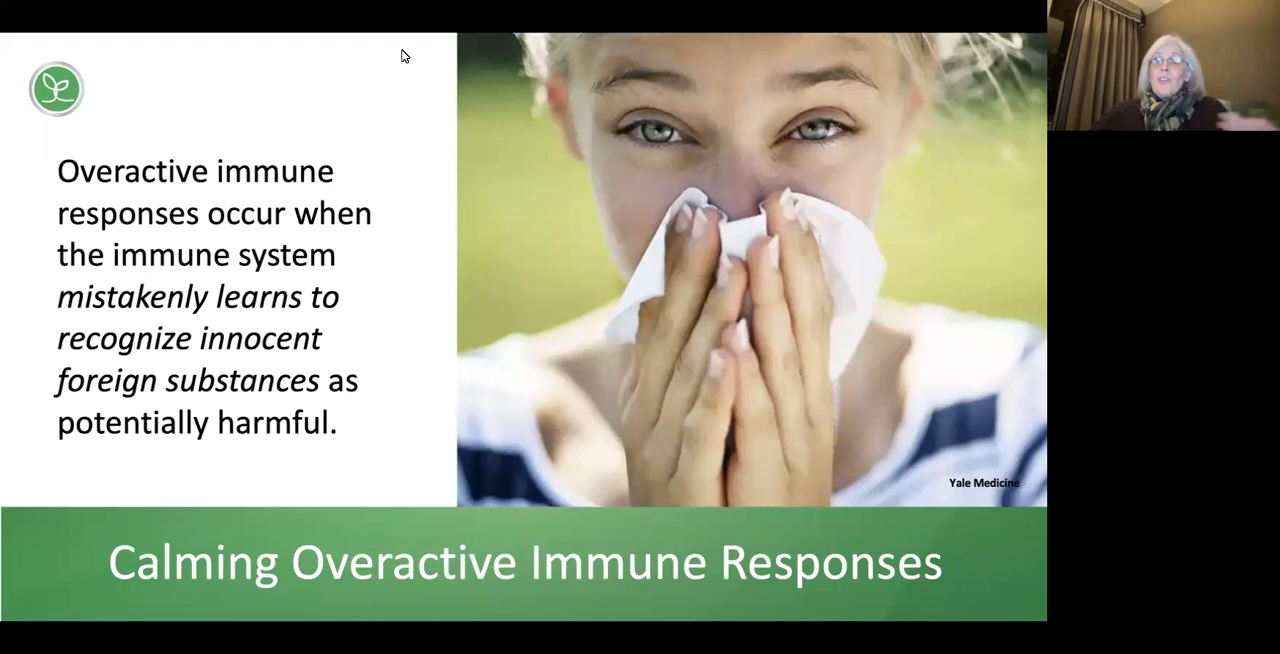 Overactive immune
responses occur when
the immune system
mistakenly learns to
recognize innocent
foreign substances as
potentially harmful.
Yale Medicine
Calming Overactive Immune Responses